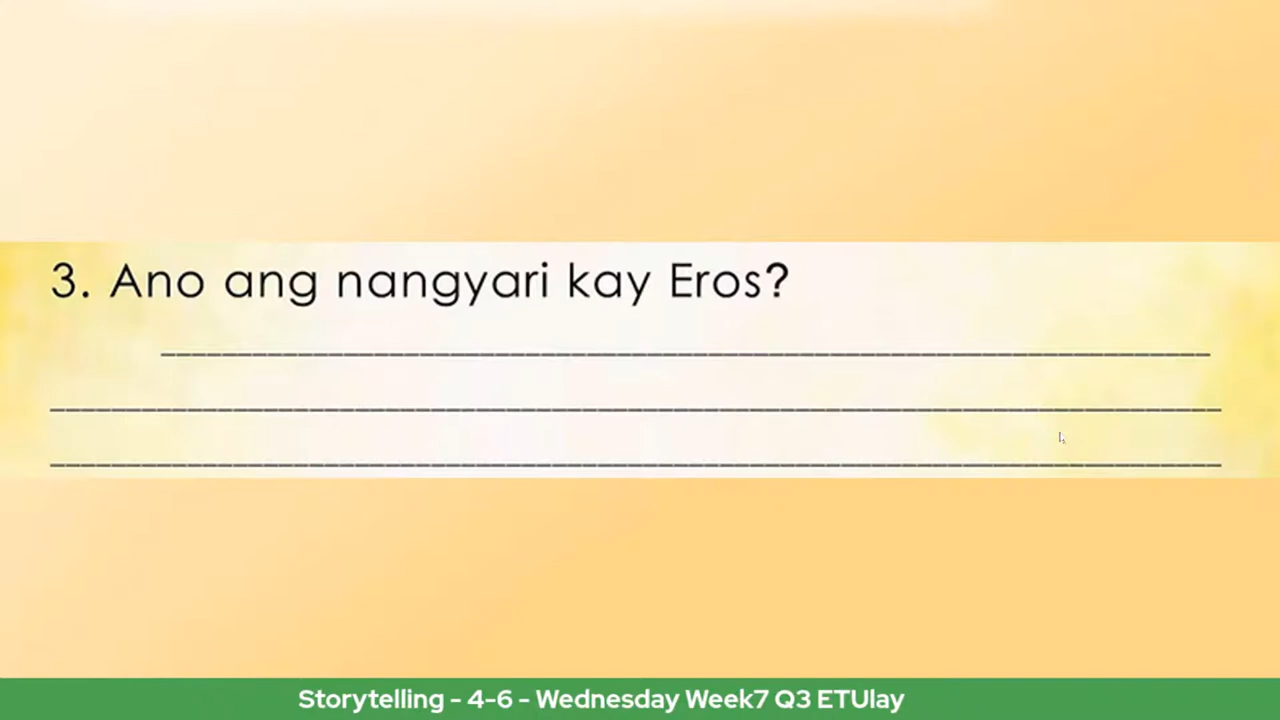 3. Ano ang nangyari kay Eros?
Storytelling - 4-6 - Wednesday Week7 Q3 ETUlay